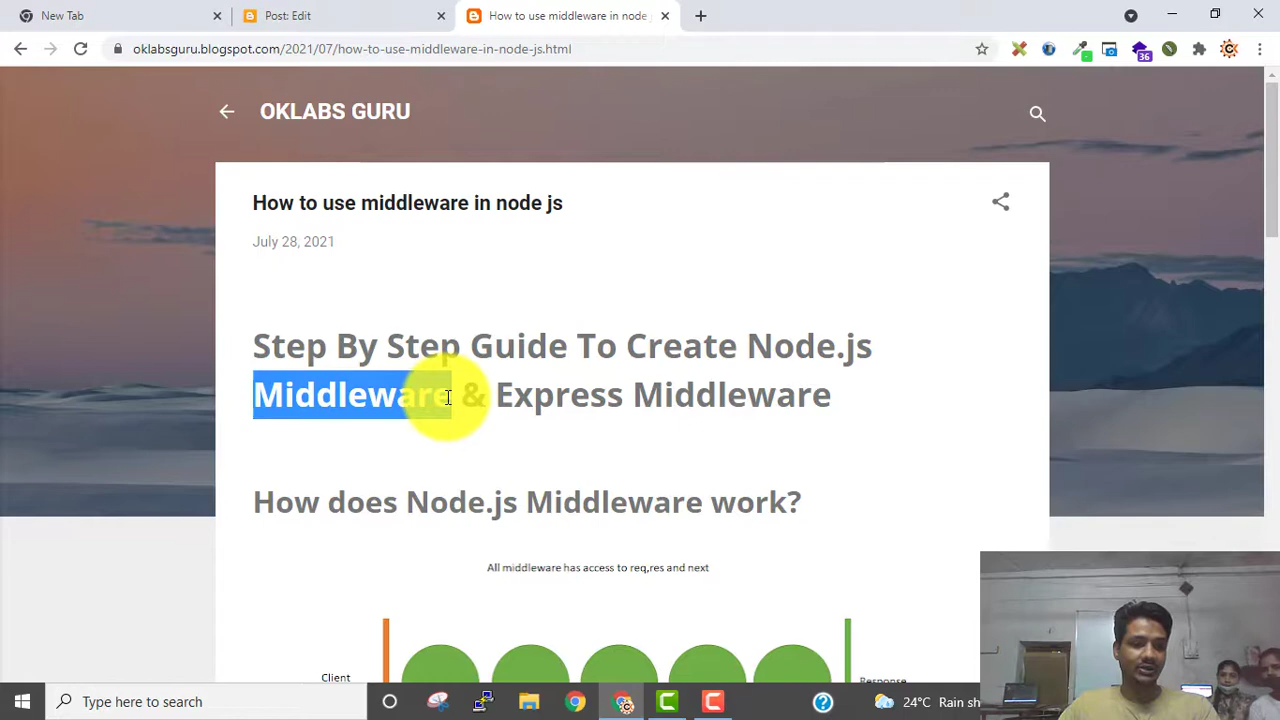 New Tab
Post: Edit
How to use middleware in node
oklabsguru.blogspot.com/2021/07/how-to-use-middleware-in-node-js.html
36
OKLABS GURU
How to use middleware in node js
July 28, 2021
Step By Step Guide To Create Node.js
Middleware & Express Middleware
How does Node.js Middleware work?
All middleware has access to req,res and next
Client
Response
Type here to search
24°C Rain sh